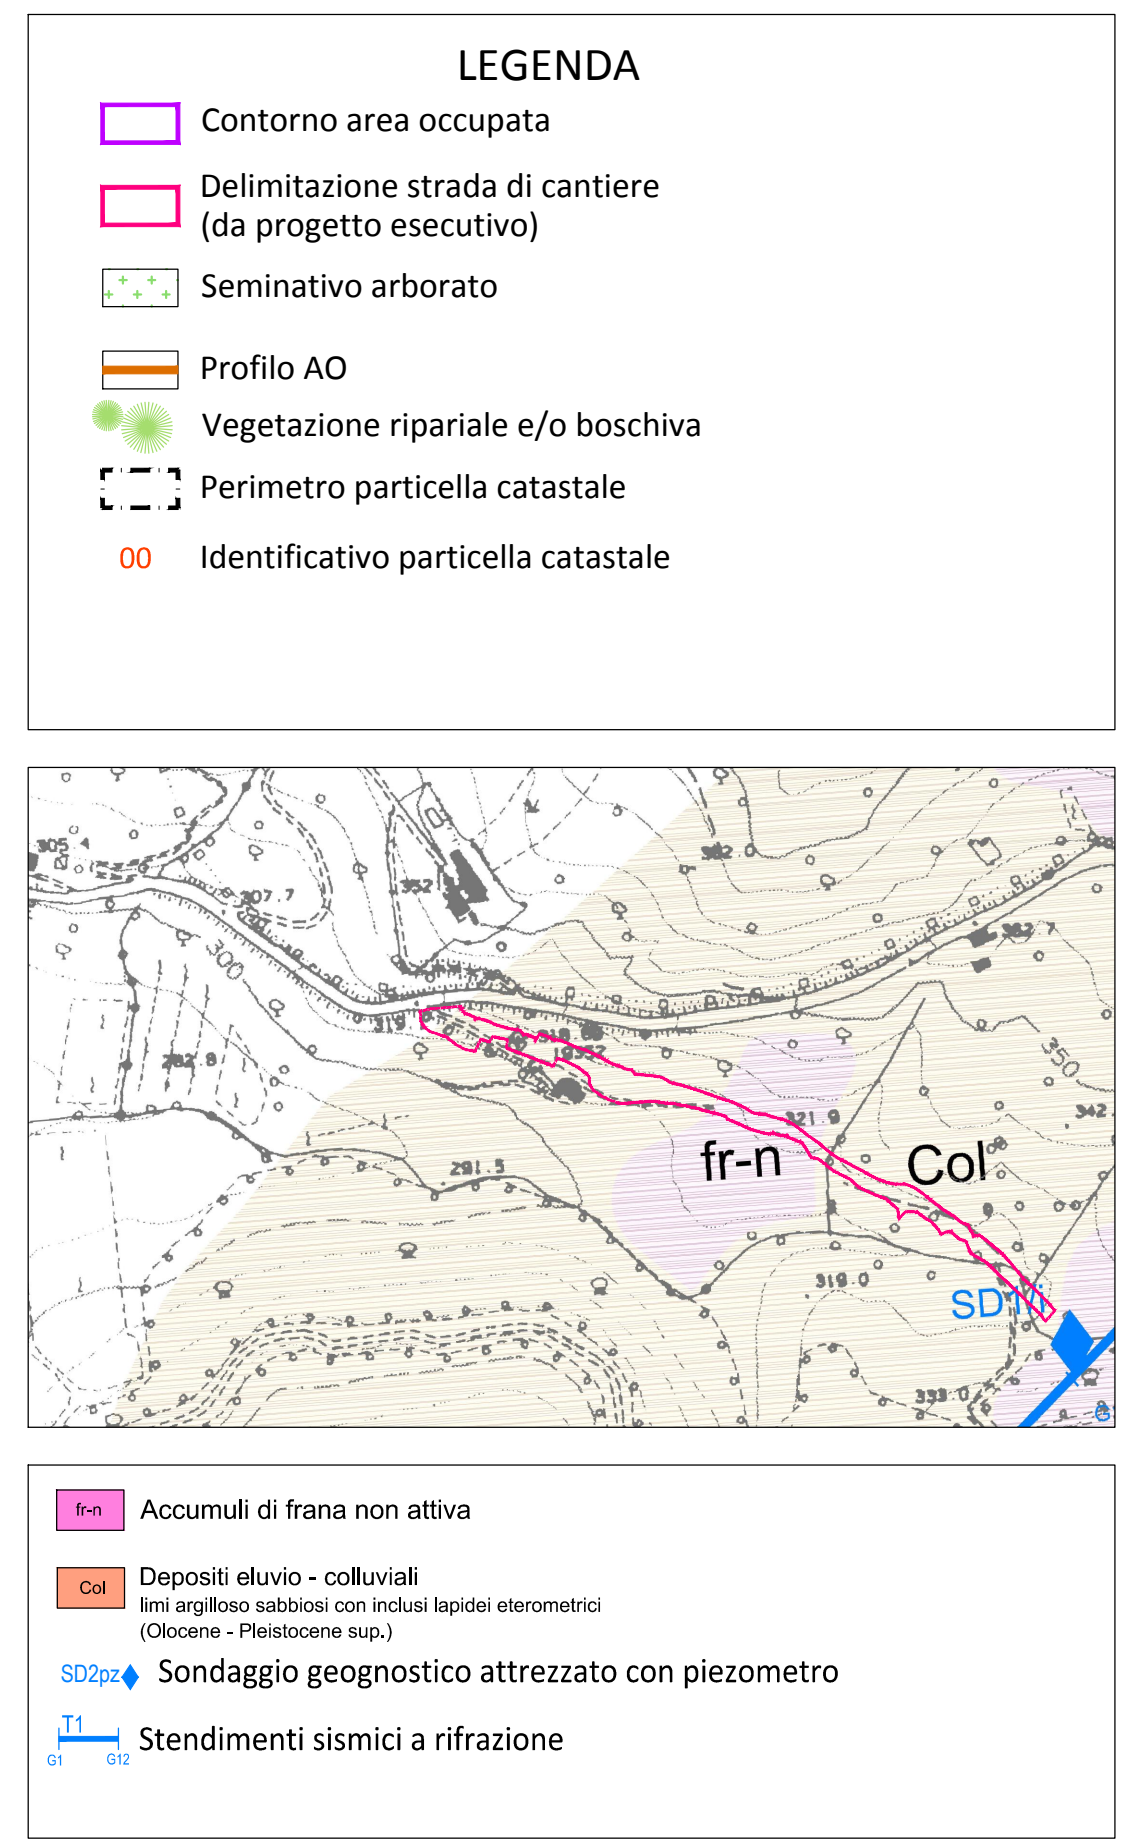 LEGENDA
Contorno area occupata
Delimitazione strada di cantiere
(da progetto esecutivo)
Seminativo arborato
Profilo AO
Vegetazione ripariale e/o boschiva
Perimetro particella catastale
00 Identificativo particella catastale
305.4
307.7
352
362.0
300
382.7
319
282.8
350
342.
321.9
fr-n
Col
291.5
319.0
SD1
333.0
G
fr-n Accumuli di frana non attiva
Col Depositi eluvio - colluviali
limi argilloso sabbiosi con inclusi lapidei eterometrici
(Olocene - Pleistocene sup.)
SD2pz Sondaggio geognostico attrezzato con piezometro
T1
Stendimenti sismici a rifrazione
G1 G12